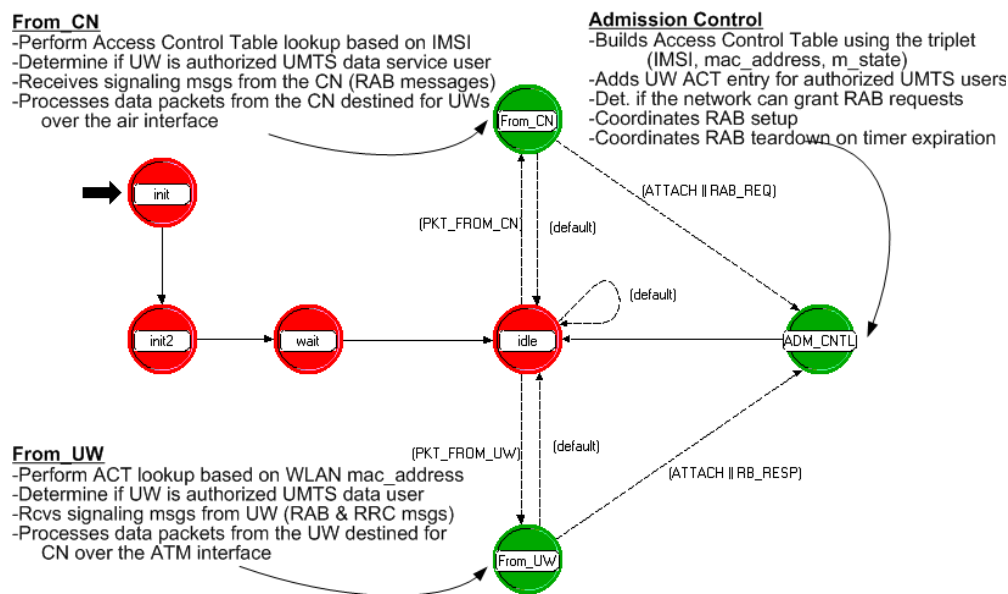 From_CN
-Perform Access Control Table lookup based on IMSI
-Determine if UW is authorized UMTS data service user
-Receives signaling msgs from the CN (RAB messages)
-Processes data packets from the CN destined for UWs
over the air interface
Admission Control
-Builds Access Control Table using the triplet
(IMSI, mac_address, m_state)
-Adds UW ACT entry for authorized UMTS users
-Det. if the network can grant RAB requests
-Coordinates RAB setup
-Coordinates RAB teardown on timer expiration
From_CN
init
(ATTACH || RAB_REQ)
(PKT_FROM_CN)
(default)
(default)
init2
wait
idle
ADM_CNTL
From_UW
-Perform ACT lookup based on WLAN mac_address
-Determine if UW is authorized UMTS data user
-Rcvs signaling msgs from UW (RAB & RRC msgs)
-Processes data packets from the UW destined for
CN over the ATM interface
(PKT_FROM_UW)
(default)
(ATTACH || RB_RESP)
From_UW